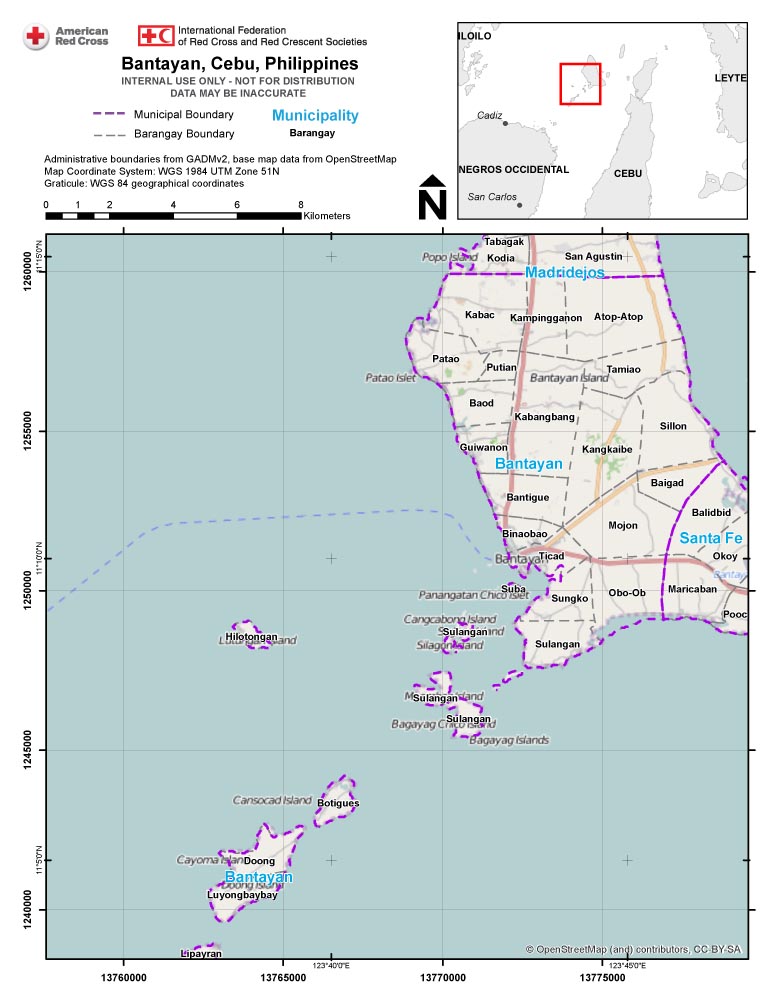 American
Red Cross
International Federation
of Red Cross and Red Crescent Societies
Bantayan, Cebu, Philippines
INTERNAL USE ONLY - NOT FOR DISTRIBUTION
DATA MAY BE INACCURATE
Municipal Boundary
Municipality
Barangay Boundary
Barangay
Administrative boundaries from GADMv2, base map data from OpenStreetMap
Map Coordinate System: WGS 1984 UTM Zone 51N
Graticule: WGS 84 geographical coordinates
0 1 2 4 6 8
Kilometers
N
ILOILO
LEYTE
Cadiz
NEGROS OCCIDENTAL
CEBU
San Carlos
Tabagak
Popo Island
Kodia
San Agustin
Madridejos
Kabac
Kampingganon
Atop-Atop
Patao
Putian
Tamiao
Patao Islet
Bantayan Island
Baod
Kabangbang
Sillon
Guiwanon
Kangkaibe
Bantayan
Baigad
Bantigue
Balidbid
Mojon
Binaobao
Santa Fe
Bantayan
Ticad
Okoy
Suba
Panangatan Chico Islet
Sungko
Obo-Ob
Maricaban
Pooc
Cangcabong Island
Sulangan
Silagon Island
Hilotongan
Sulangan
Sulangan
Sulangan
Bagayag Chico Island
Bagayag Islands
Cansocad Island
Botigues
Cayoma Islan
Doong
Bantayan
Doong Island
Luyongbaybay
Lipayran
© OpenStreetMap (and) contributors, CC-BY-SA
1260000
11°15'0"N
1255000
11°10'0"N
1250000
1245000
11°5'0"N
1240000
123°40'0"E
123°45'0"E
13760000
13765000
13770000
13775000